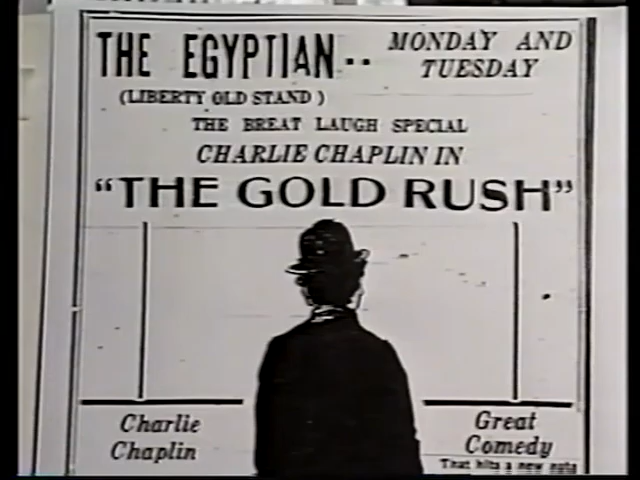 THE EGYPTIAN..
MONDAY AND
TUESDAY
(LIBERTY OLD STAND)
THE BREAT LAUGH SPECIAL
CHARLIE CHAPLIN IN
"THE GOLD RUSH"
Charlie
Chaplin
Great
Comedy
That hits a new note